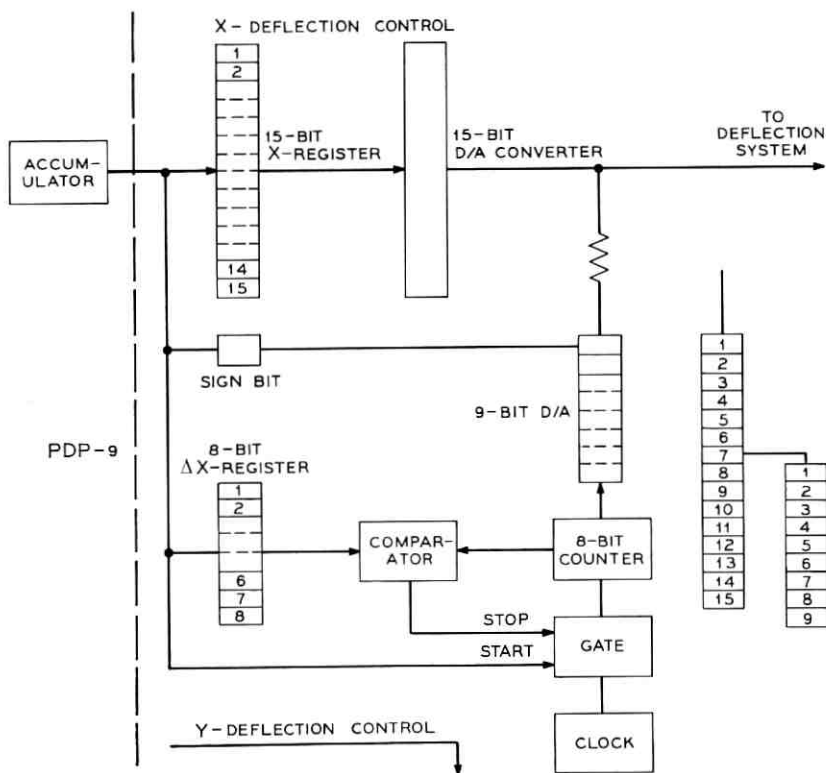 X-DEFLECTION CONTROL
1
2
14
15
ACCUM-
ULATOR
15-BIT
X-REGISTER
15-BIT
D/A CONVERTER
TO
DEFLECTION
SYSTEM
SIGN BIT
9-BIT D/A
PDP-9
8-BIT
ΔX-REGISTER
1
2
6
7
8
COMPAR-
ATOR
8-BIT
COUNTER
STOP
START
GATE
CLOCK
Y-DEFLECTION CONTROL
1
2
3
4
5
6
7
8
9
10
11
12
13
14
15
1
2
3
4
5
6
7
8
9